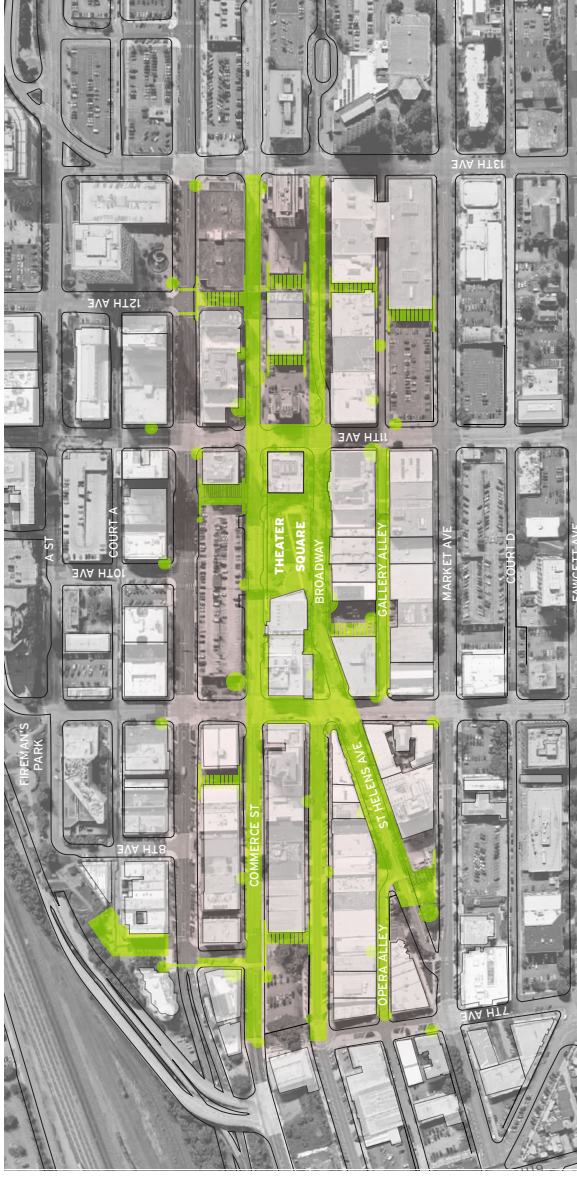 13TH AVE
12TH AVE
11TH AVE
A ST
COURT A
10TH AVE
THEATER
SQUARE
BROADWAY
GALLERY ALLEY
MARKET AVE
COURT D
FIREMAN'S
PARK
8TH AVE
COMMERCE ST
ST HELENS AVE
OPERA ALLEY
7TH AVE